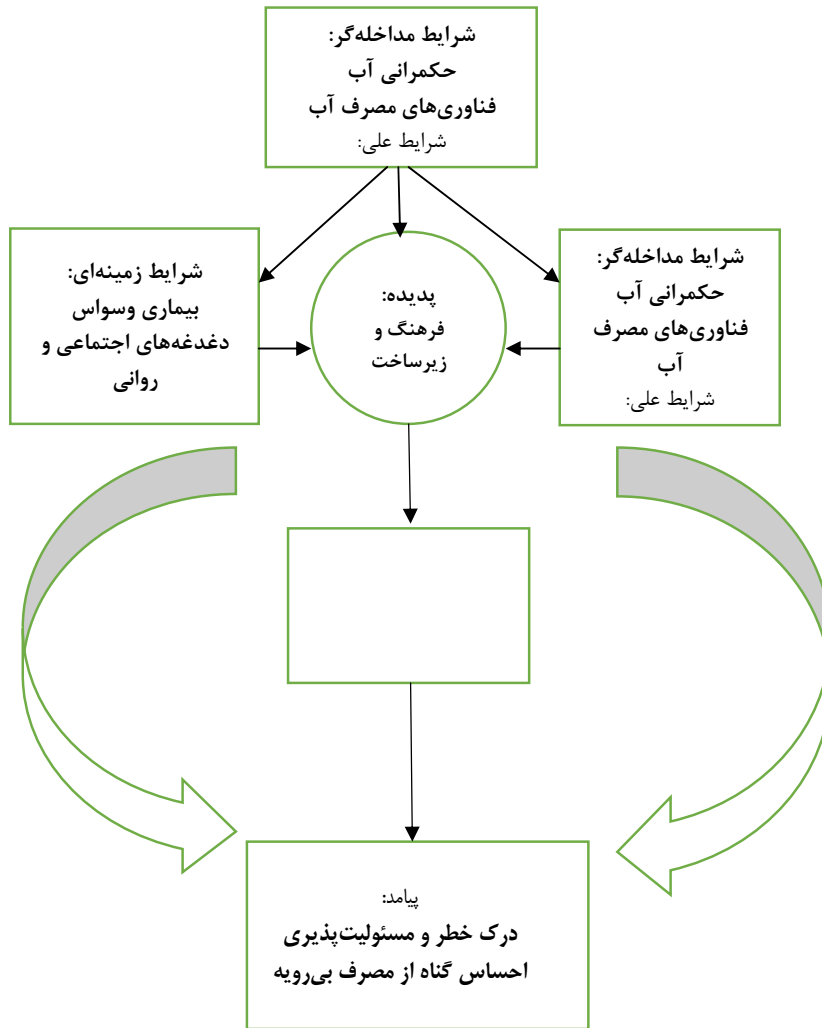 شرایط مداخله‌گر:
حکمرانی آب
فناوری‌های مصرف آب
شرایط علی:
شرایط مداخله‌گر:
حکمرانی آب
فناوری‌های مصرف
آب
شرایط علی:
پدیده:
فرهنگ و
زیرساخت
شرایط زمینه‌ای:
بیماری وسواس
دغدغه‌های اجتماعی و
روانی
پیامد:
درک خطر و مسئولیت‌پذیری
احساس گناه از مصرف بی‌رویه